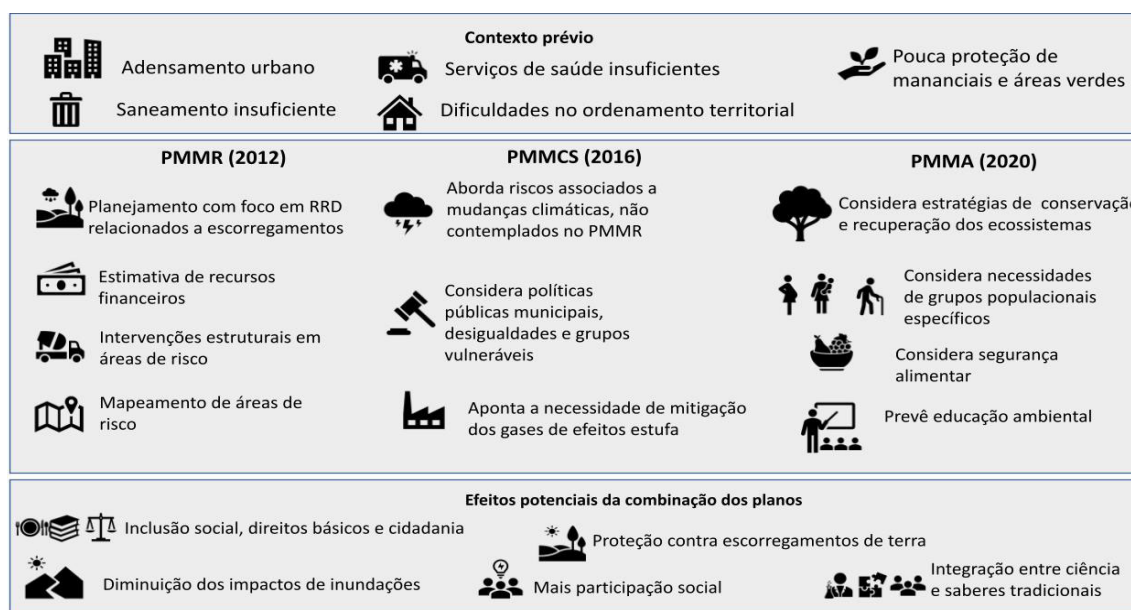 Contexto prévio
Adensamento urbano
Saneamento insuficiente
Serviços de saúde insuficientes
Dificuldades no ordenamento territorial
Pouca proteção de
mananciais e áreas verdes
PMMR (2012)
Planejamento com foco em RRD
relacionados a escorregamentos
Estimativa de recursos
financeiros
Intervenções estruturais em
áreas de risco
Mapeamento de áreas de
risco
PMMCS (2016)
Aborda riscos associados a
mudanças climáticas, não
contemplados no PMMR
Considera políticas
públicas municipais,
desigualdades e grupos
vulneráveis
Aponta a necessidade de mitigação
dos gases de efeitos estufa
PMMA (2020)
Considera estratégias de conservação
e recuperação dos ecossistemas
Considera necessidades
de grupos populacionais
específicos
Considera segurança
alimentar
Prevê educação ambiental
Efeitos potenciais da combinação dos planos
Inclusão social, direitos básicos e cidadania
Diminuição dos impactos de inundações
Proteção contra escorregamentos de terra
Mais participação social
Integração entre ciência
e saberes tradicionais